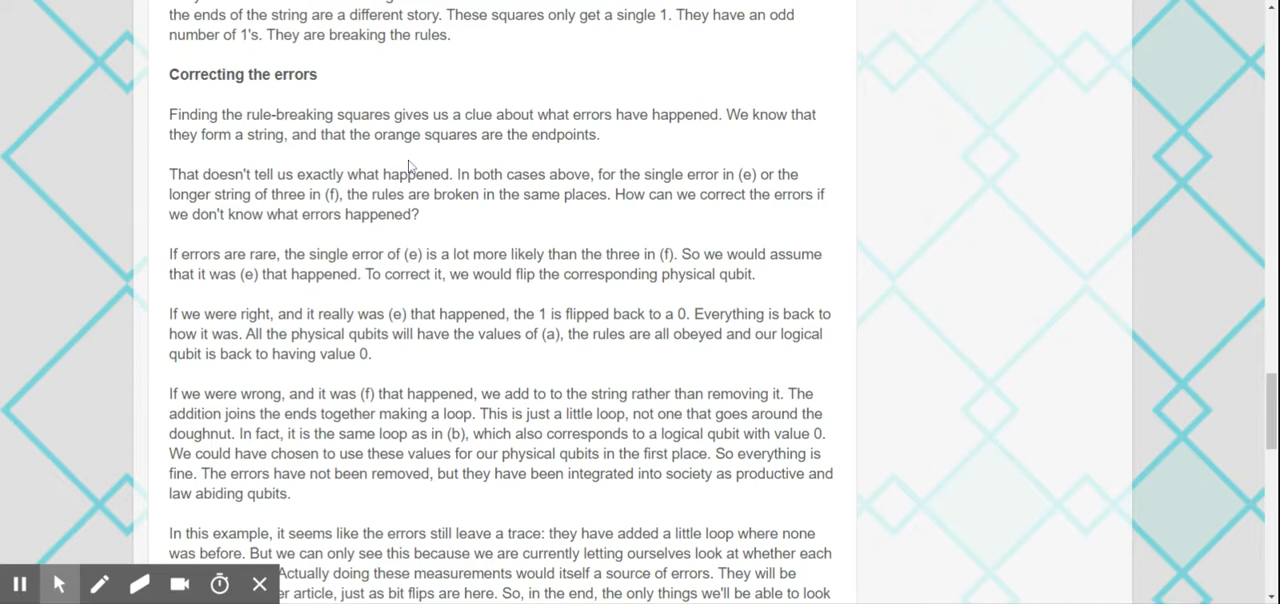 the ends of the string are a different story. These squares only get a single 1. They have an odd
number of 1's. They are breaking the rules.
Correcting the errors
Finding the rule-breaking squares gives us a clue about what errors have happened. We know that
they form a string, and that the orange squares are the endpoints.
That doesn't tell us exactly what happened. In both cases above, for the single error in (e) or the
longer string of three in (f), the rules are broken in the same places. How can we correct the errors if
we don't know what errors happened?
If errors are rare, the single error of (e) is a lot more likely than the three in (f). So we would assume
that it was (e) that happened. To correct it, we would flip the corresponding physical qubit.
If we were right, and it really was (e) that happened, the 1 is flipped back to a 0. Everything is back to
how it was. All the physical qubits will have the values of (a), the rules are all obeyed and our logical
qubit is back to having value 0.
If we were wrong, and it was (f) that happened, we add to to the string rather than removing it. The
addition joins the ends together making a loop. This is just a little loop, not one that goes around the
doughnut. In fact, it is the same loop as in (b), which also corresponds to a logical qubit with value 0.
We could have chosen to use these values for our physical qubits in the first place. So everything is
fine. The errors have not been removed, but they have been integrated into society as productive and
law abiding qubits.
In this example, it seems like the errors still leave a trace: they have added a little loop where none
was before. But we can only see this because we are currently letting ourselves look at whether each
Actually doing these measurements would itself a source of errors. They will be
er article, just as bit flips are here. So, in the end, the only things we'll be able to look